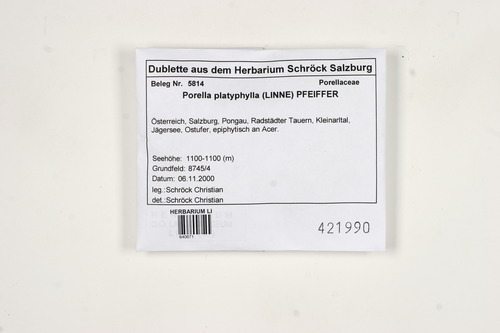 Dublette aus dem Herbarium Schröck Salzburg
Beleg Nr. 5814 Porellaceae
Porella platyphylla (LINNE) PFEIFFER
Österreich, Salzburg, Pongau, Radstädter Tauern, Kleinarltal,
Jägersee, Ostufer, epiphytisch an Acer.
Seehöhe: 1100-1100 (m)
Grundfeld: 8745/4
Datum: 06.11.2000
leg.:Schröck Christian
det.:Schröck Christian
HERBARIUM LI
421990